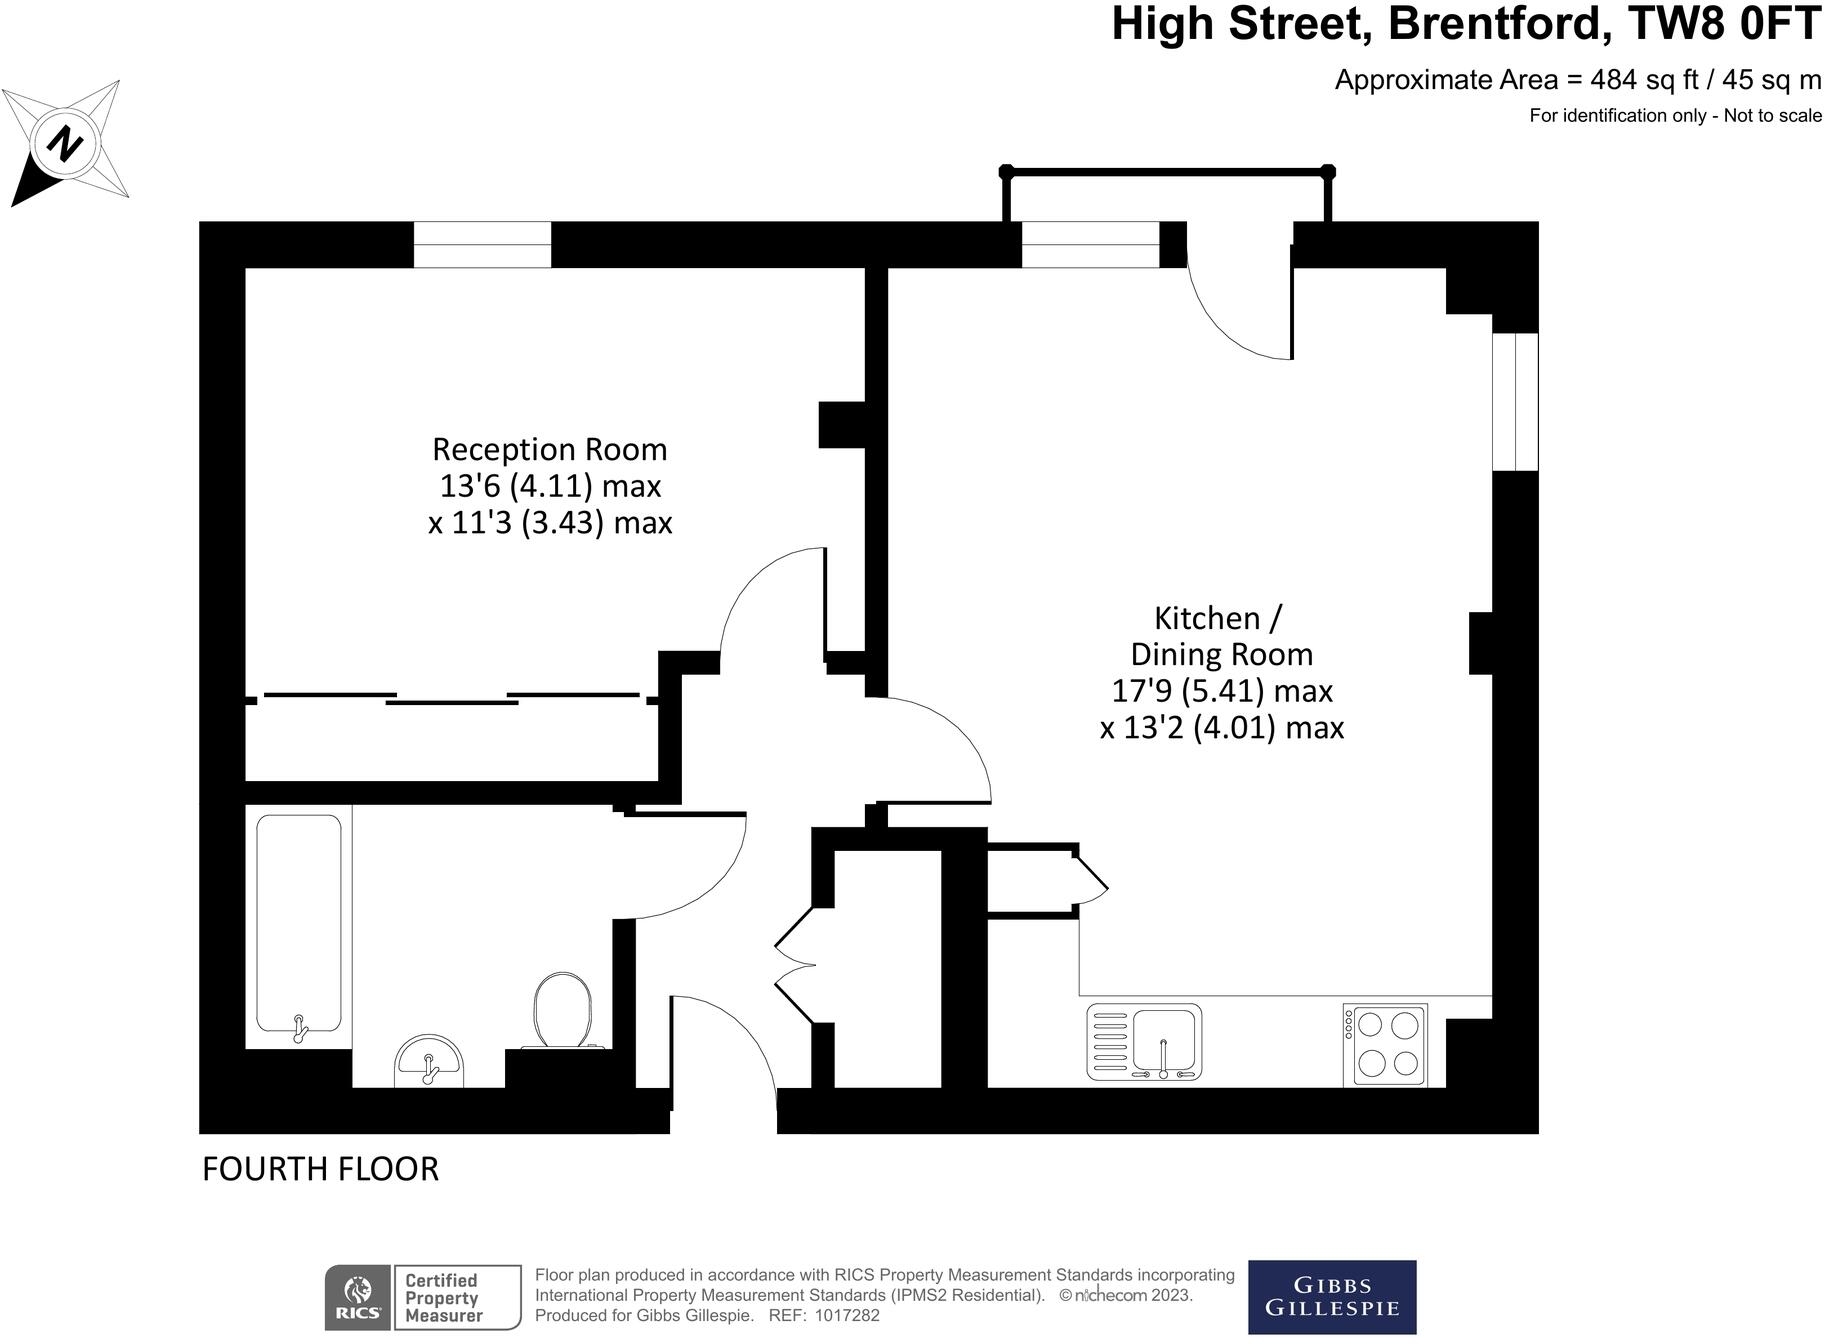 High Street, Brentford, TW8 0FT
Approximate Area = 484 sq ft / 45 sq m
For identification only - Not to scale
N
Reception Room
13'6 (4.11) max
x 11'3 (3.43) max
Kitchen /
Dining Room
17'9 (5.41) max
x 13'2 (4.01) max
FOURTH FLOOR
RICS
Certified
Property
Measurer
Floor plan produced in accordance with RICS Property Measurement Standards incorporating
International Property Measurement Standards (IPMS2 Residential). © nichecom 2023.
Produced for Gibbs Gillespie. REF: 1017282
GIBBS
GILLESPIE